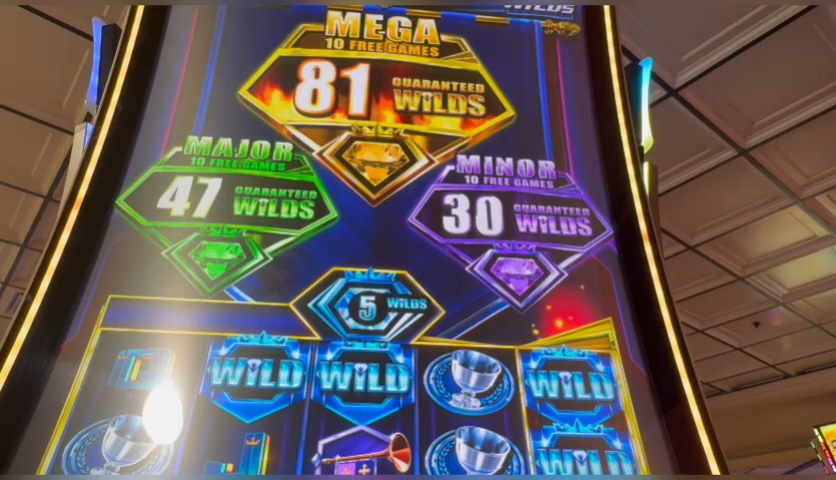 WILDS
MEGA
10 FREE GAMES
81 GUARANTEED WILDS
MAJOR
10 FREE GAMES
47 GUARANTEED WILDS
MINOR
10 FREE GAMES
30 GUARANTEED WILDS
5 WILDS
WILD WILD WILD
WILD